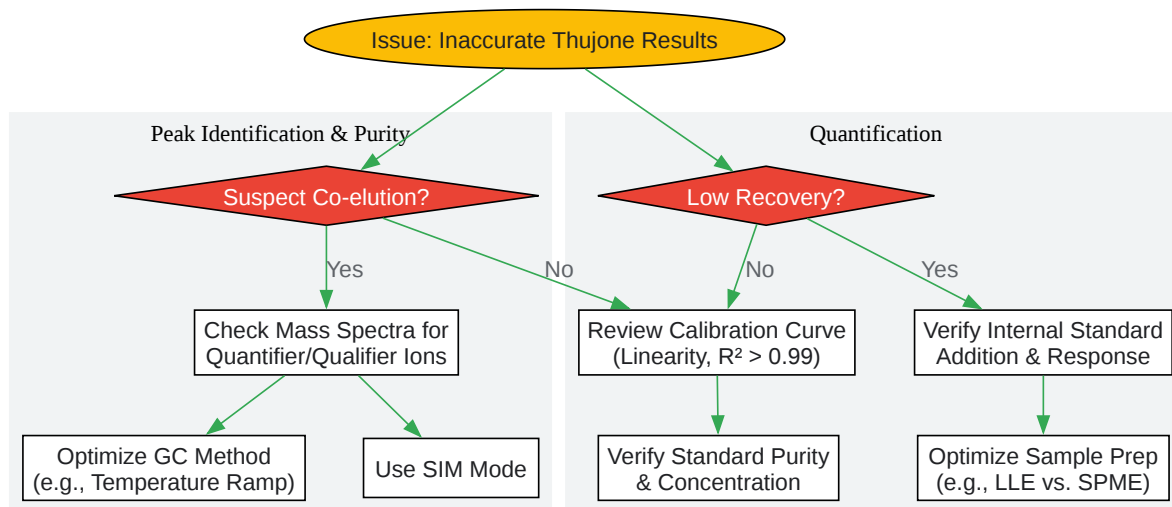 Issue: Inaccurate Thujone Results
Peak Identification & Purity
Quantification
Suspect Co-elution?
Low Recovery?
Yes
No
No
Yes
Check Mass Spectra for
Quantifier/Qualifier Ions
Review Calibration Curve
(Linearity, R² > 0.99)
Verify Internal Standard
Addition & Response
Optimize GC Method
(e.g., Temperature Ramp)
Use SIM Mode
Verify Standard Purity
& Concentration
Optimize Sample Prep
(e.g., LLE vs. SPME)